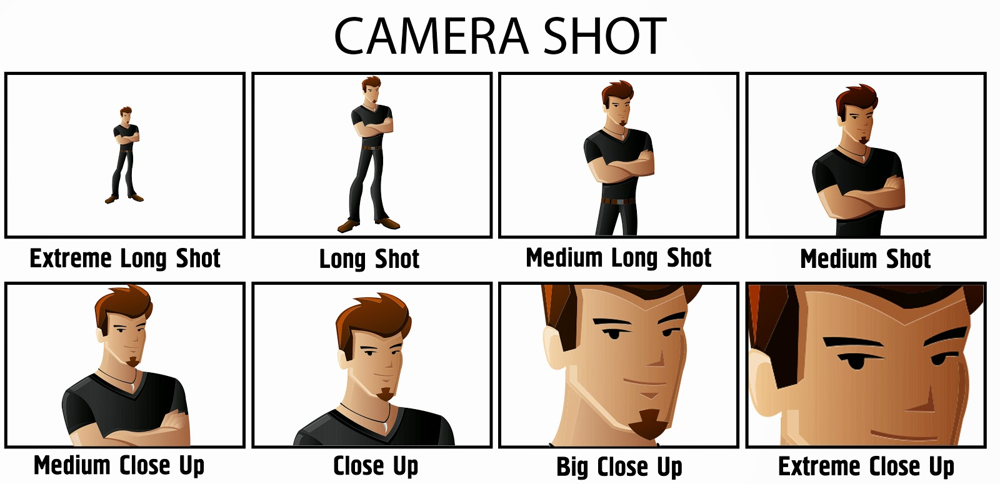 CAMERA SHOT
Extreme Long Shot
Long Shot
Medium Long Shot
Medium Shot
Medium Close Up
Close Up
Big Close Up
Extreme Close Up